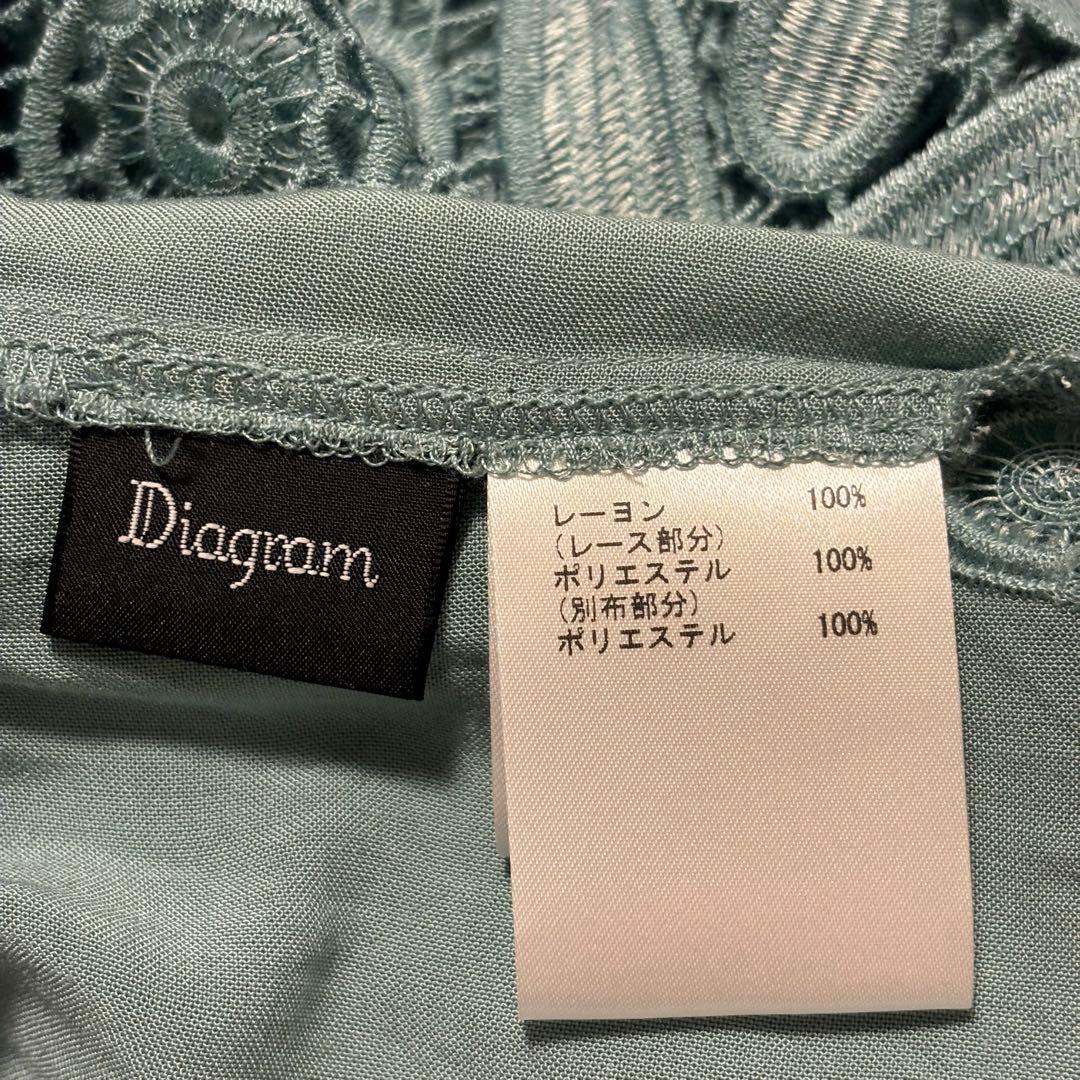 Diagram
レーヨン 100%
(レース部分)
ポリエステル 100%
(別布部分)
ポリエステル 100%